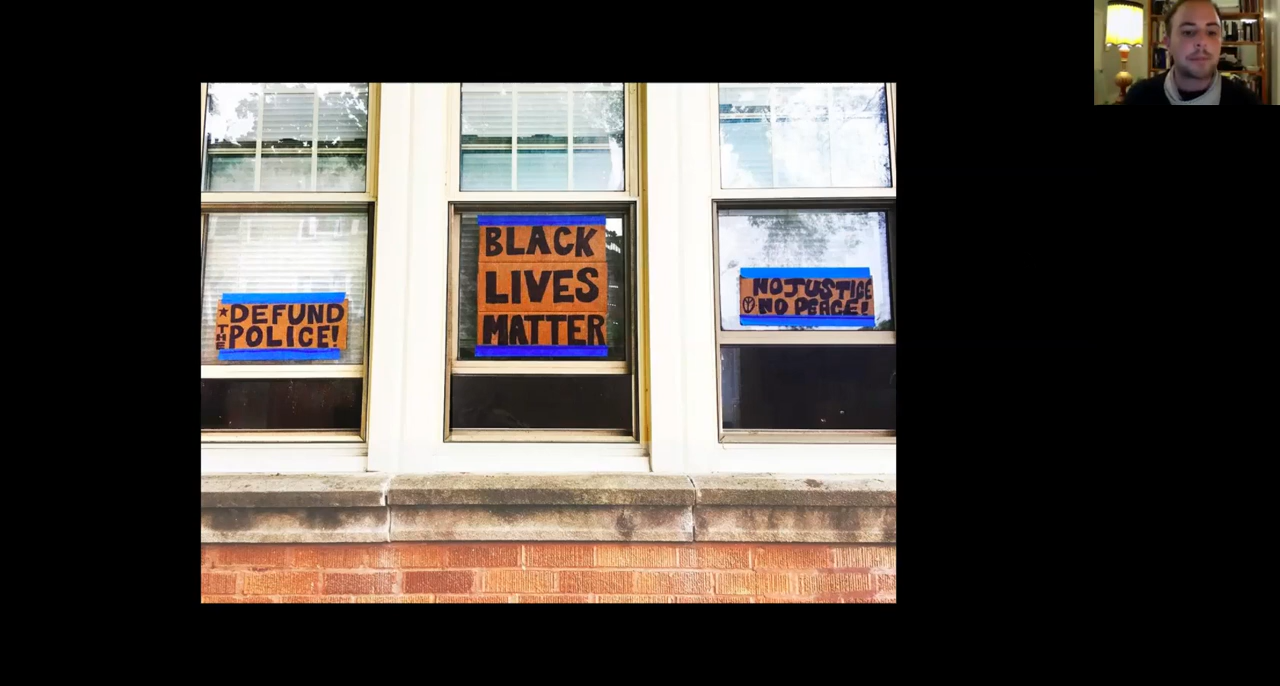 DEFUND
THE POLICE!
BLACK
LIVES
MATTER
NO JUSTICE
NO PEACE!